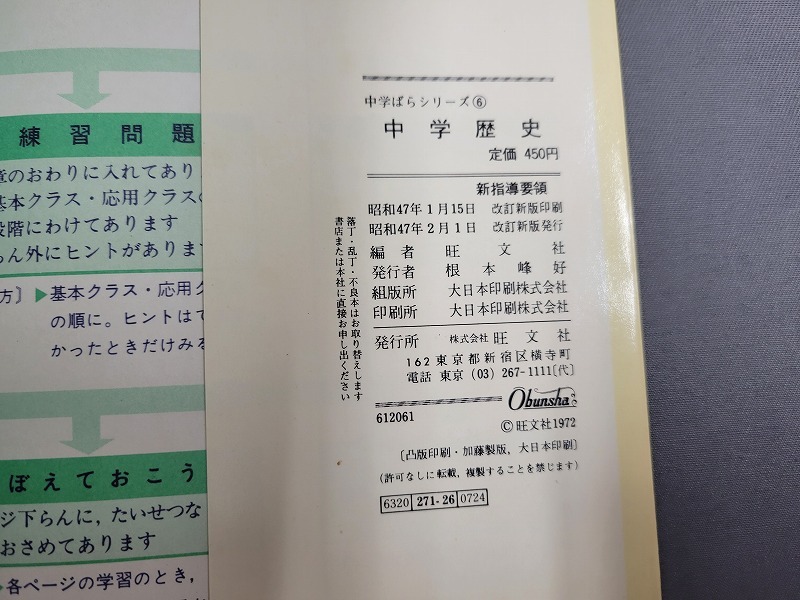 練習問題
章のおわりに入れてあり
基本クラス・応用クラスの
段階にわけてあります
らん外にヒントがありま
方〕▶基本クラス・応用ク
の順に。ヒントはて
かったときだけみる
ぼえておこう
ジ下らんに,たいせつな
おさめてあります
各ページの学習のとき,
中学ばらシリーズ⑥
中学歴史
定価 450円
新指導要領
昭和47年1月15日 改訂新版印刷
昭和47年2月1日 改訂新版発行
編者 旺文社
発行者 根本峰好
組版所 大日本印刷株式会社
印刷所 大日本印刷株式会社
発行所 株式会社 旺文社
162 東京都新宿区横寺町
電話 東京 (03) 267-1111〔代〕
Obunsha
612061
Ⓒ旺文社1972
〔凸版印刷・加藤製版, 大日本印刷〕
(許可なしに転載, 複製することを禁じます)
6320 271-26 0724
落丁・乱丁・不良本はお取り替えします
書店または本社に直接お申し出ください